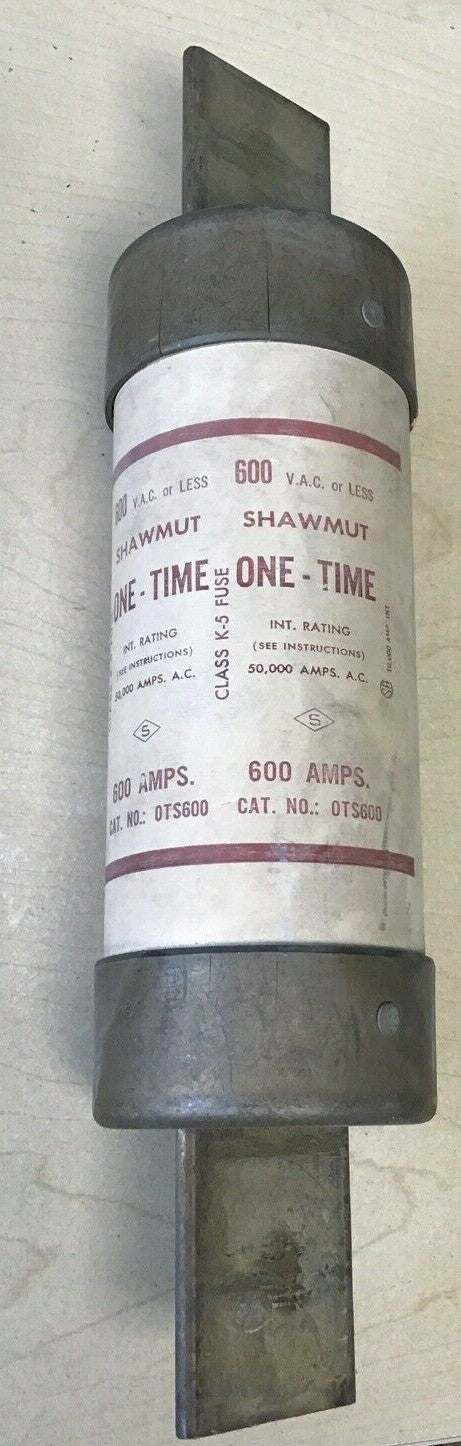 600 V.A.C. or LESS
SHAWMUT
ONE-TIME
INT. RATING
(SEE INSTRUCTIONS)
50,000 AMPS. A.C.
S
600 AMPS.
CAT. NO.: OTS600
CLASS K-5 FUSE
600 V.A.C. or LESS
SHAWMUT
ONE-TIME
INT. RATING
(SEE INSTRUCTIONS)
50,000 AMPS. A.C.
S
600 AMPS.
CAT. NO.: OTS600
AMP INT